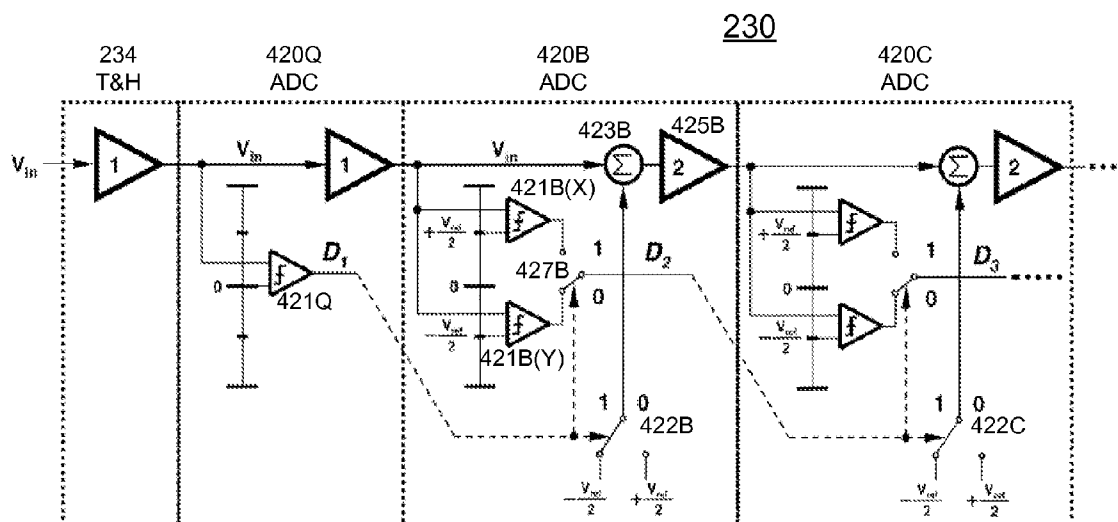 230
234
T&H
420Q
ADC
420B
ADC
420C
ADC
V_in
1
V_in
1
V_in
423B
Σ
425B
2
Σ
2
421B(X)
+ V_ref/2
427B
1
0
D_2
0
- V_ref/2
421B(Y)
D_1
0
421Q
+ V_ref/2
0
- V_ref/2
1
0
D_3
1
0
422B
- V_ref/2
+ V_ref/2
1
0
422C
- V_ref/2
+ V_ref/2